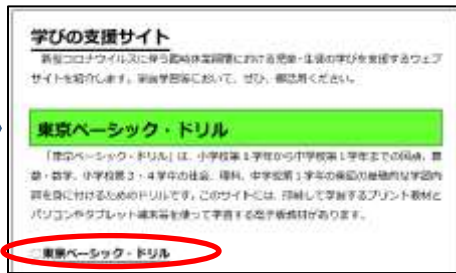 学びの支援サイト
新型コロナウイルスに伴う臨時休業期間における児童・生徒の学びを支援するウェブ
サイトを紹介します。家庭学習等において、ぜひ、御活用ください。
東京ベーシック・ドリル
「東京ベーシック・ドリル」は、小学校第1学年から中学校第1学年までの国語、算
数・数学、小学校第3・4学年の社会、理科、中学校第1学年の英語の基礎的な学習内
容を身に付けるためのドリルです。このサイトには、印刷して学習するプリント教材と
パソコンやタブレット端末等を使って学習する電子版教材があります。
東京ベーシック・ドリル